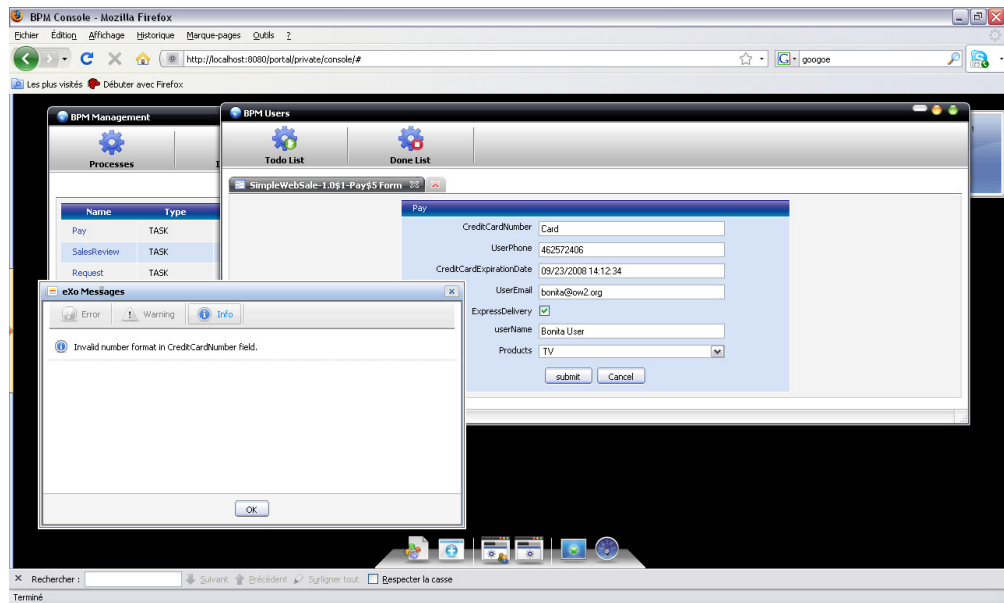 BPM Console - Mozilla Firefox
Fichier Édition Affichage Historique Marque-pages Outils ?
http://localhost:8080/portal/private/console/#
G googoe
Les plus visités Débuter avec Firefox
BPM Management
BPM Users
Processes
Todo List
Done List
SimpleWebSale-1.0$1-Pay$5 Form
Name Type
Pay TASK
SalesReview TASK
Request TASK
Pay
CreditCardNumber Card
UserPhone 462572406
CreditCardExpirationDate 09/23/2008 14:12:34
UserEmail bonita@ow2.org
ExpressDelivery
userName Bonita User
Products TV
submit Cancel
eXo Messages
Error Warning Info
Invalid number format in CreditCardNumber field.
OK
Rechercher : Suivant Précédent Surligner tout Respecter la casse
Terminé